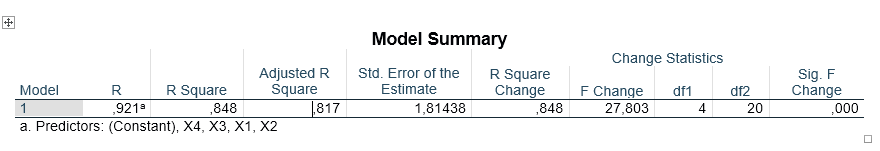 Model Summary
Change Statistics
Model R R Square Adjusted R Square Std. Error of the Estimate R Square Change F Change df1 df2 Sig. F Change
1 ,921ª ,848 ,817 1,81438 ,848 27,803 4 20 ,000
a. Predictors: (Constant), X4, X3, X1, X2